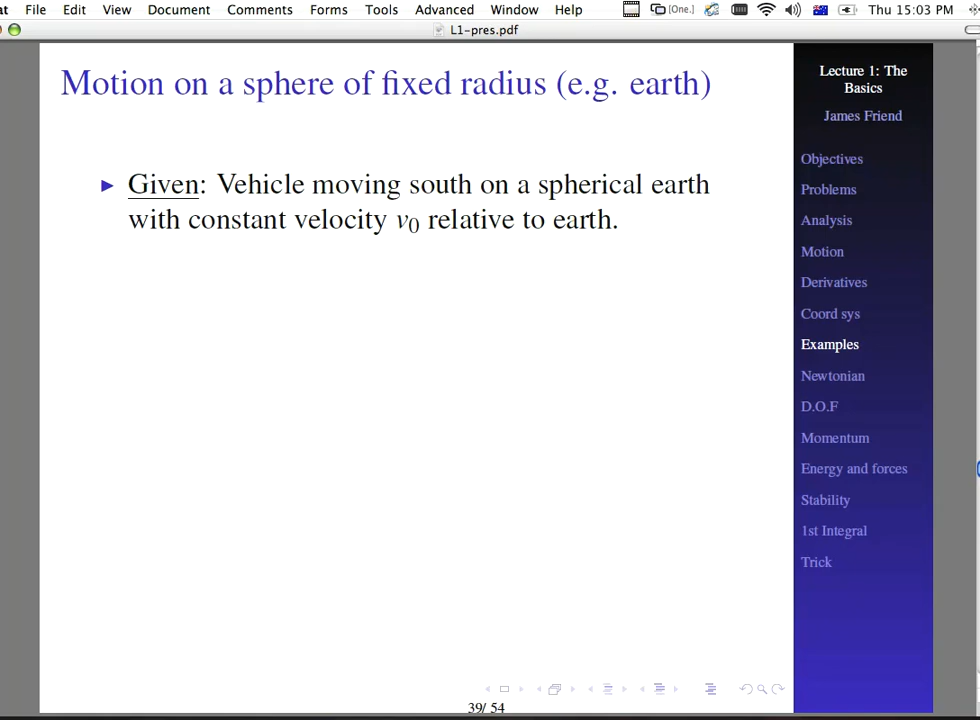 at File Edit View Document Comments Forms Tools Advanced Window Help [One.] Thu 15:03 PM
L1-pres.pdf
Motion on a sphere of fixed radius (e.g. earth)
▶ Given: Vehicle moving south on a spherical earth
with constant velocity v0 relative to earth.
39/ 54
Lecture 1: The
Basics
James Friend
Objectives
Problems
Analysis
Motion
Derivatives
Coord sys
Examples
Newtonian
D.O.F
Momentum
Energy and forces
Stability
1st Integral
Trick